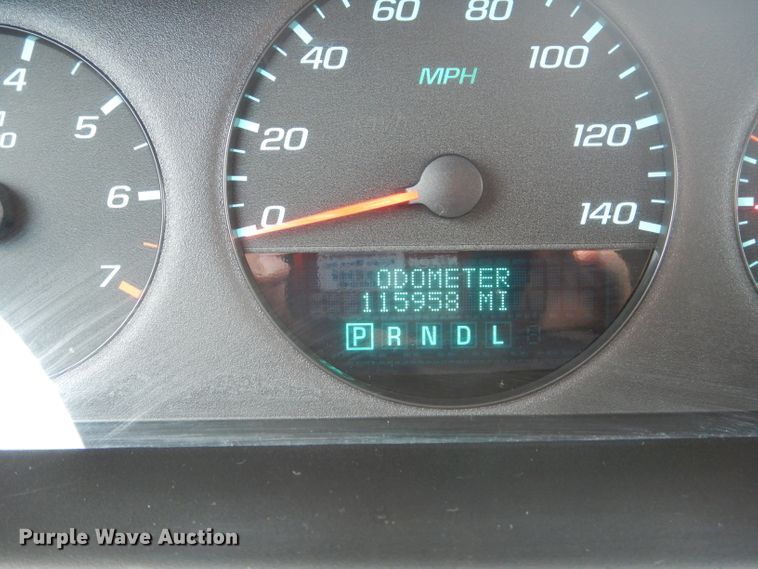 60 80
4 40 100
MPH
5
20 120
6
0 140
7
ODOMETER
115958 MI
P R N D L
Purple Wave Auction